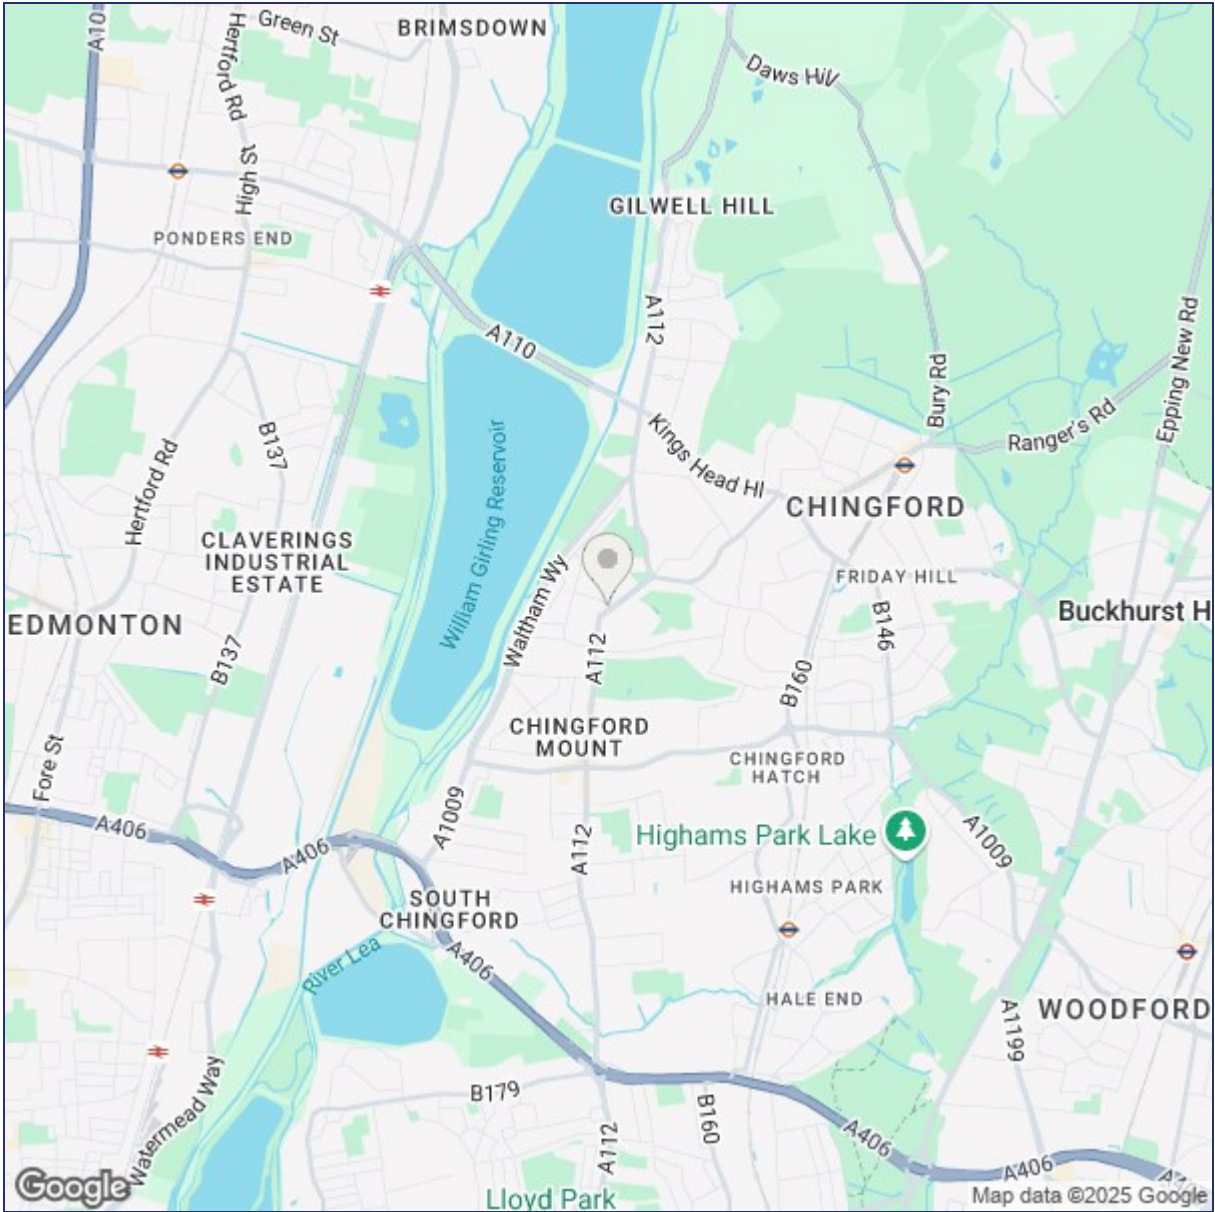 BRIMSDOWN
Green St
A10
Hertford Rd
Daws Hill
High St
GILWELL HILL
PONDERS END
A112
A110
Epping New Rd
Bury Rd
Ranger's Rd
B137
Kings Head Hl
Hertford Rd
William Girling Reservoir
CHINGFORD
CLAVERINGS
INDUSTRIAL
ESTATE
Waltham Wy
FRIDAY HILL
EDMONTON
Buckhurst H
B146
B137
A112
B160
CHINGFORD
MOUNT
Fore St
CHINGFORD
HATCH
A1009
A406
A406
A112
Highams Park Lake
A1009
HIGHAMS PARK
SOUTH
CHINGFORD
A406
River Lea
HALE END
WOODFORD
A1199
B179
B160
Watermead Way
A112
A406
A406
A40
Google
Lloyd Park
Map data ©2025 Google